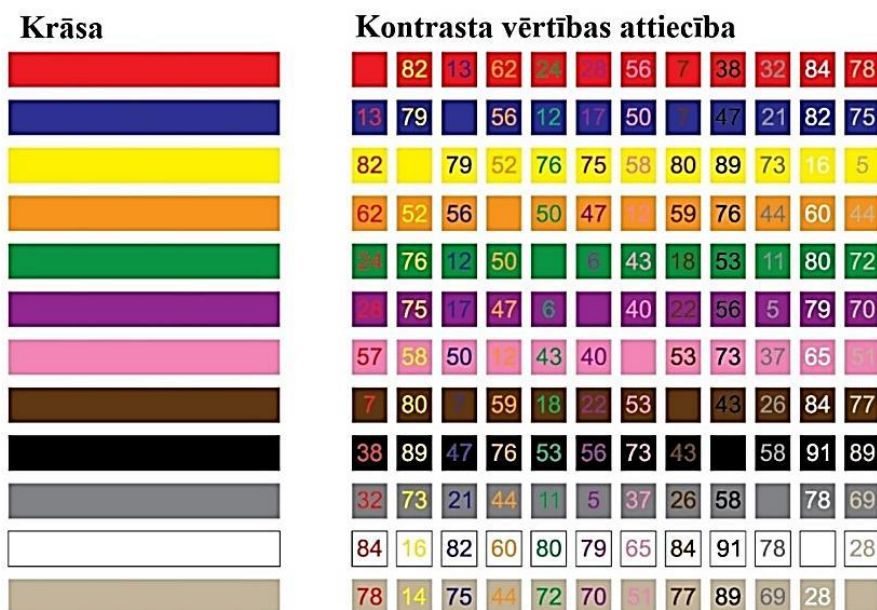 Krāsa Kontrasta vērtības attiecība
82 13 62 24 28 56 7 38 32 84 78
13 79 56 12 17 50 7 47 21 82 75
82 79 52 76 75 58 80 89 73 16 5
62 52 56 50 47 12 59 76 44 60 44
24 76 12 50 6 43 18 53 11 80 72
28 75 17 47 6 40 22 56 5 79 70
57 58 50 12 43 40 53 73 37 65 51
7 80 7 59 18 22 53 43 26 84 77
38 89 47 76 53 56 73 43 58 91 89
32 73 21 44 11 5 37 26 58 78 69
84 16 82 60 80 79 65 84 91 78 28
78 14 75 44 72 70 51 77 89 69 28